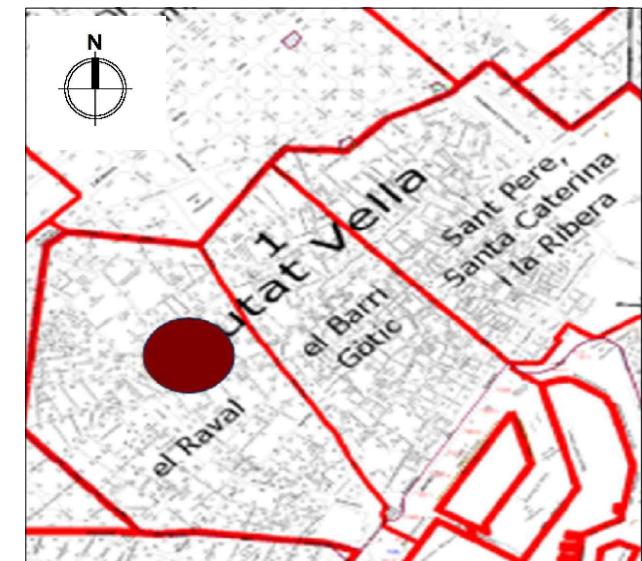 N
1
utat Vella
el Raval
el Barri
Gòtic
Sant Pere,
Santa Caterina
i la Ribera